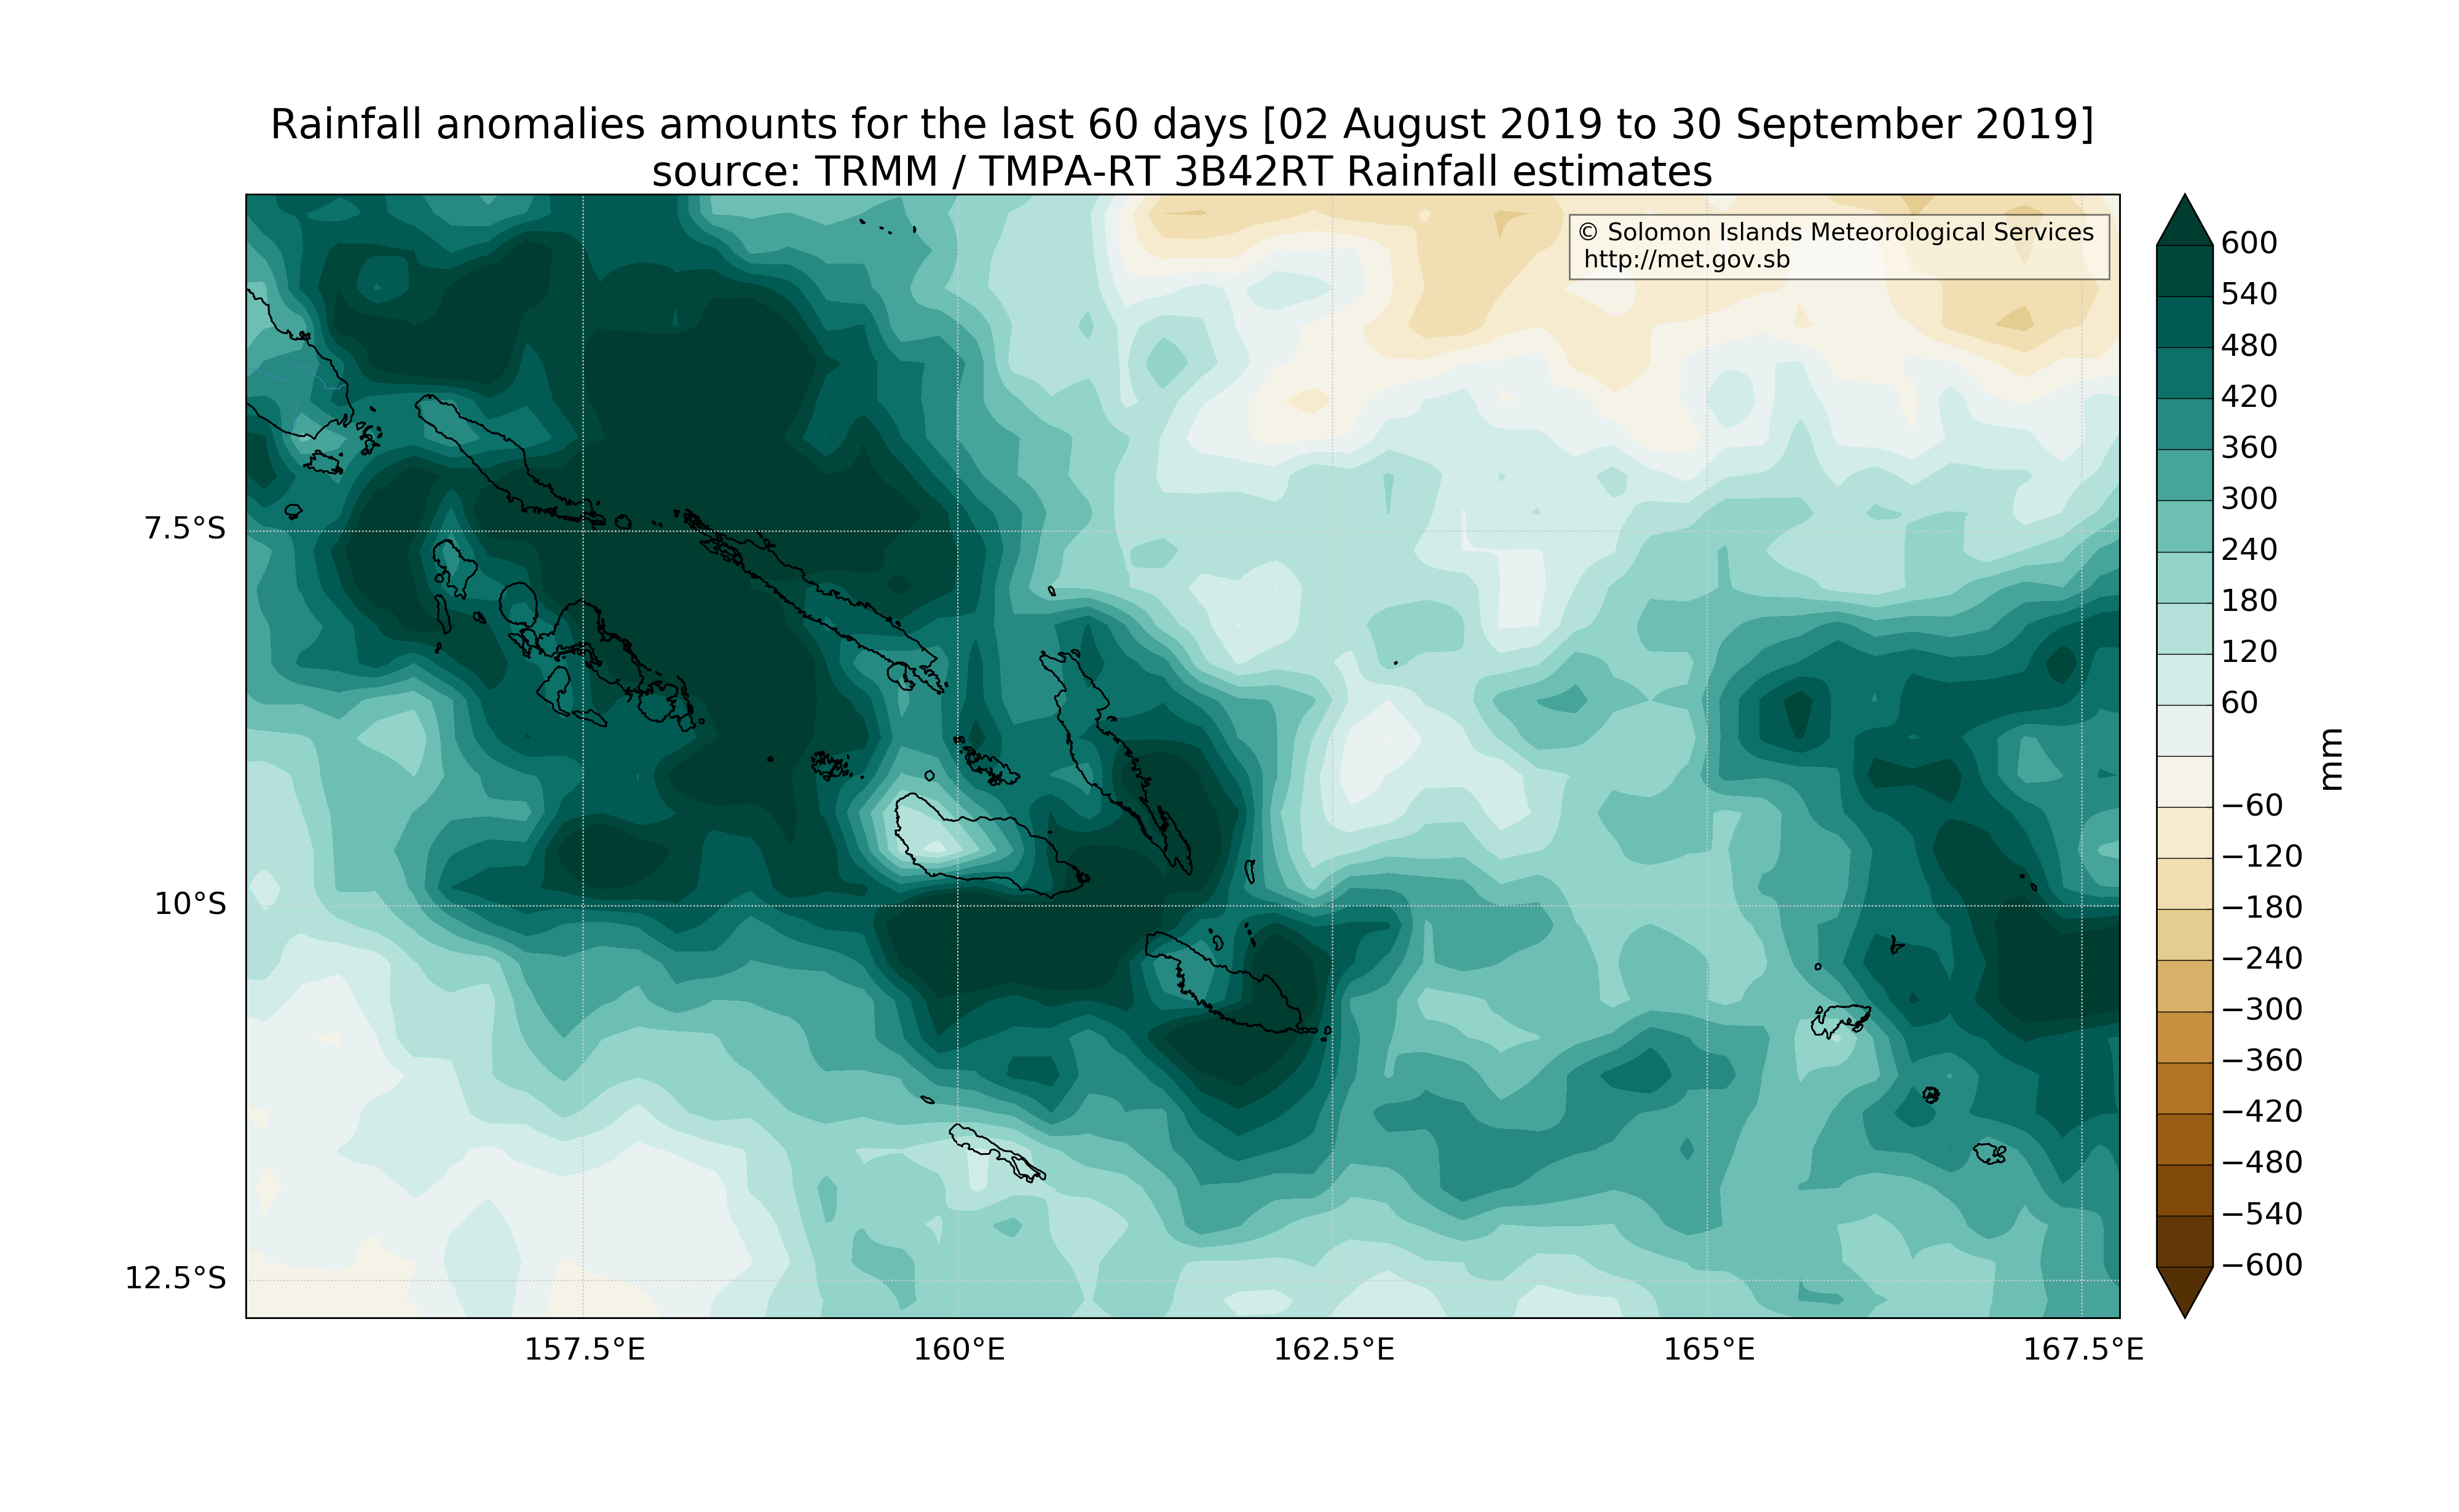 Rainfall anomalies amounts for the last 60 days [02 August 2019 to 30 September 2019]
source: TRMM / TMPA-RT 3B42RT Rainfall estimates
© Solomon Islands Meteorological Services
http://met.gov.sb
7.5°S
10°S
12.5°S
157.5°E
160°E
162.5°E
165°E
167.5°E
600
540
480
420
360
300
240
180
120
60
−60
−120
−180
−240
−300
−360
−420
−480
−540
−600
mm